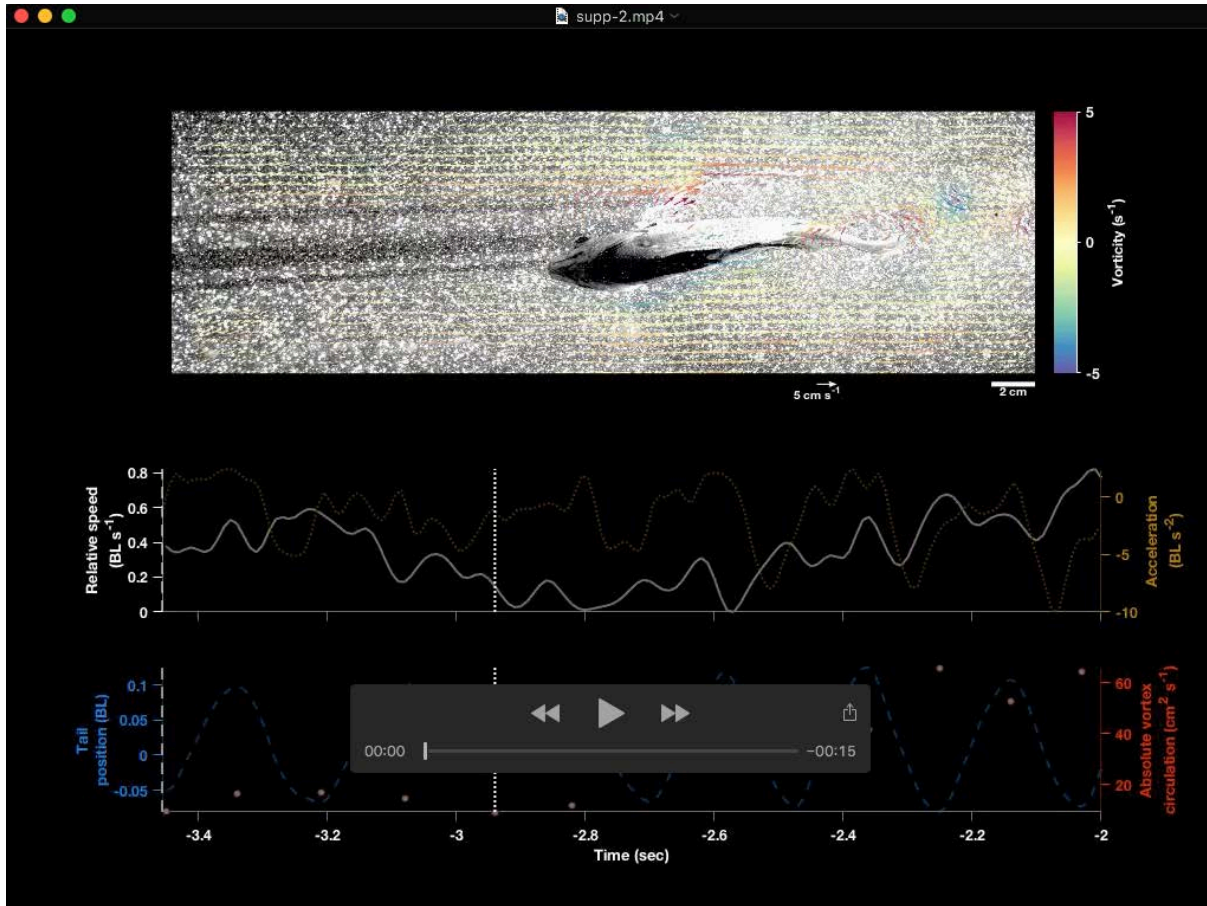 supp-2.mp4
5
0
-5
Vorticity (s⁻¹)
5 cm s⁻¹
2 cm
Relative speed
(BL s⁻¹)
0.8
0.6
0.4
0.2
0
0
-5
-10
Acceleration
(BL s⁻²)
-3.4 -3.2 -3 -2.8 -2.6 -2.4 -2.2 -2
Tail
position (BL)
0.1
0.05
0
-0.05
00:00
-00:15
60
40
20
Absolute vortex
circulation (cm² s⁻¹)
Time (sec)